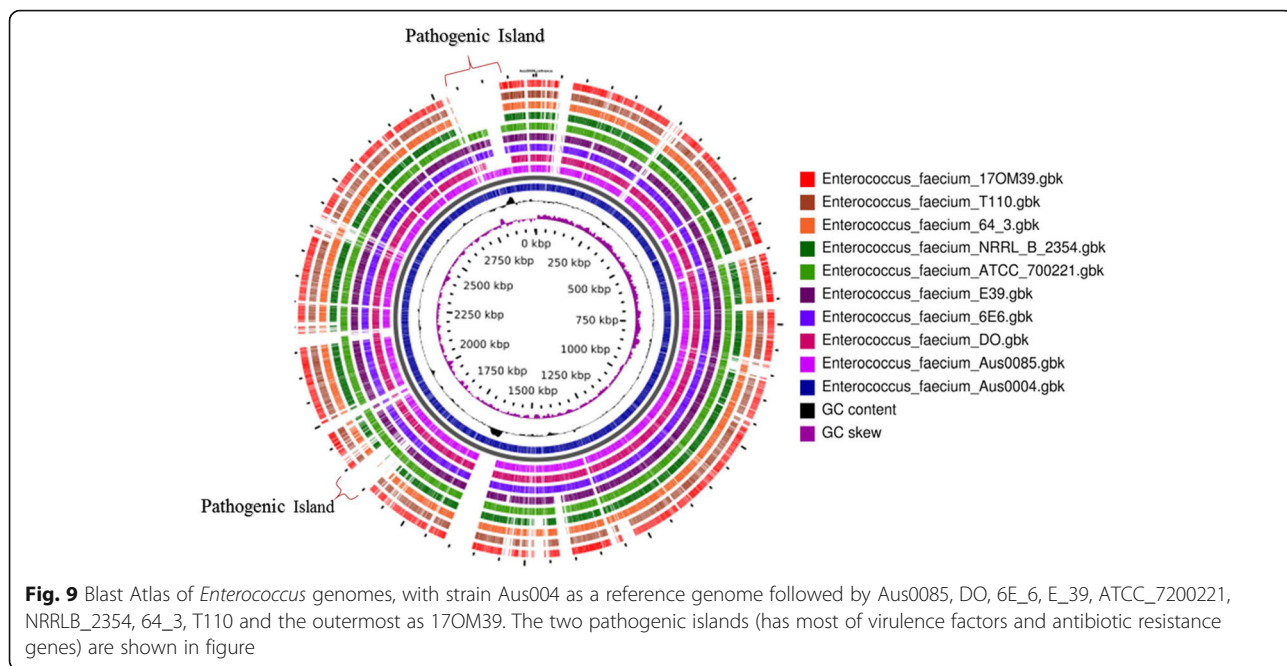 Pathogenic Island
0 kbp
250 kbp
500 kbp
750 kbp
1000 kbp
1250 kbp
1500 kbp
1750 kbp
2000 kbp
2250 kbp
2500 kbp
2750 kbp
Pathogenic Island
Enterococcus_faecium_17OM39.gbk
Enterococcus_faecium_T110.gbk
Enterococcus_faecium_64_3.gbk
Enterococcus_faecium_NRRL_B_2354.gbk
Enterococcus_faecium_ATCC_700221.gbk
Enterococcus_faecium_E39.gbk
Enterococcus_faecium_6E6.gbk
Enterococcus_faecium_DO.gbk
Enterococcus_faecium_Aus0085.gbk
Enterococcus_faecium_Aus0004.gbk
GC content
GC skew
Fig. 9 Blast Atlas of Enterococcus genomes, with strain Aus004 as a reference genome followed by Aus0085, DO, 6E_6, E_39, ATCC_7200221,
NRRLB_2354, 64_3, T110 and the outermost as 17OM39. The two pathogenic islands (has most of virulence factors and antibiotic resistance
genes) are shown in figure